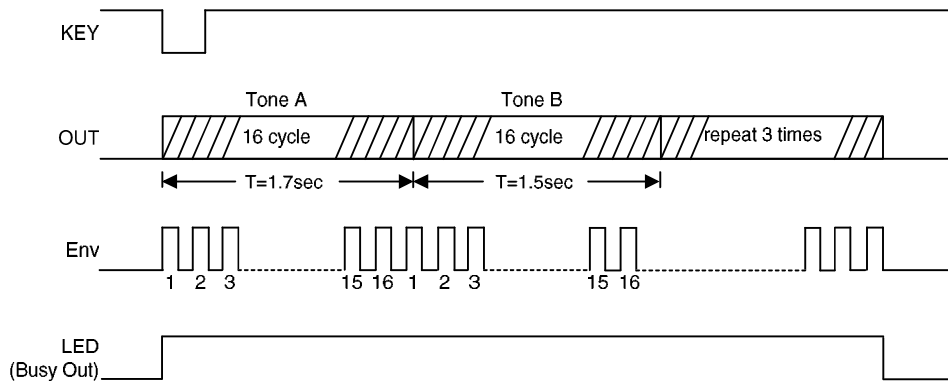 KEY
Tone A
Tone B
OUT
16 cycle
16 cycle
repeat 3 times
T=1.7sec
T=1.5sec
Env
1 2 3
15 16 1 2 3
15 16
LED
(Busy Out)